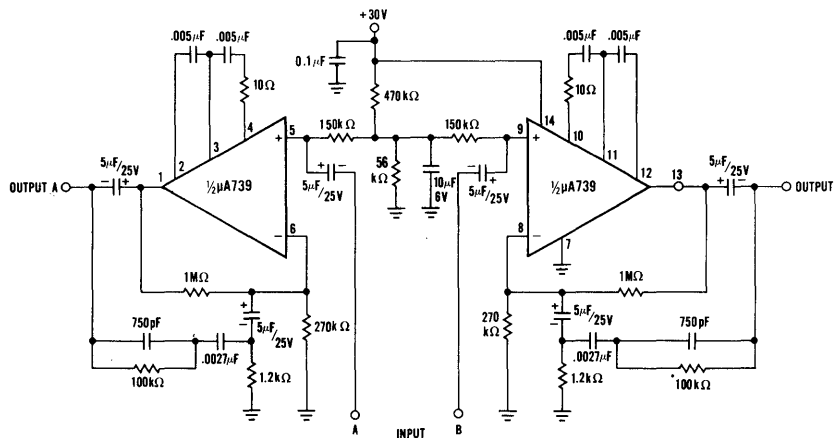 +30V
.005μF
.005μF
.005μF
.005μF
0.1μF
10Ω
470kΩ
10Ω
150kΩ
150kΩ
2
3
4
5
+
+ -
5μF/25V
56 kΩ
10μF 6V
- +
5μF/25V
9
+
14
10
11
12
OUTPUT A
5μF/25V
- +
1
½μA739
6
-
½μA739
8
-
7
13
5μF/25V
+ -
OUTPUT
1MΩ
+
-
5μF/25V
270kΩ
750pF
.0027μF
100kΩ
1.2kΩ
1MΩ
270 kΩ
+
-
5μF/25V
.0027μF
750pF
1.2kΩ
100kΩ
A
INPUT
B